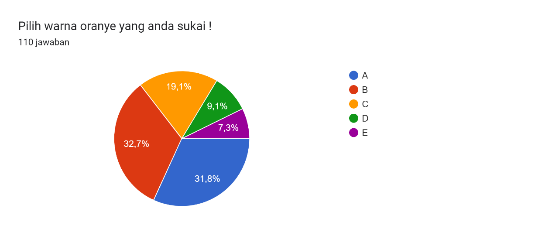 Pilih warna oranye yang anda sukai !
110 jawaban
19,1%
9,1%
7,3%
32,7%
31,8%
A
B
C
D
E